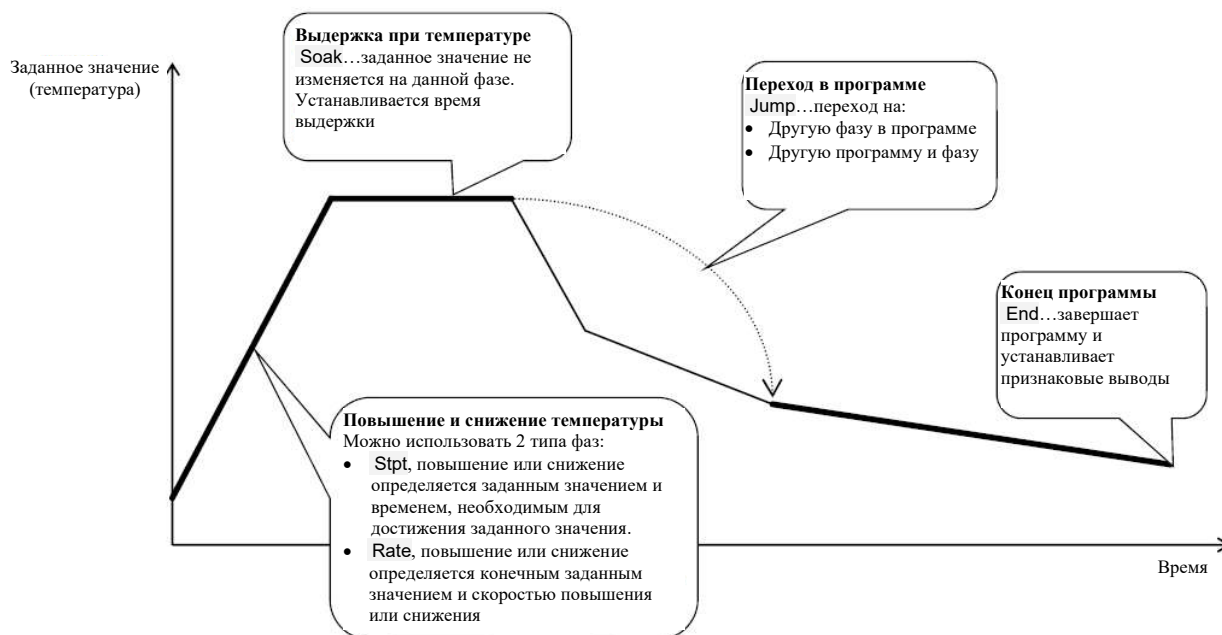 Заданное значение
(температура)
Выдержка при температуре
Soak…заданное значение не
изменяется на данной фазе.
Устанавливается время
выдержки
Переход в программе
Jump…переход на:
• Другую фазу в программе
• Другую программу и фазу
Конец программы
End…завершает
программу и
устанавливает
признаковые выводы
Повышение и снижение температуры
Можно использовать 2 типа фаз:
• Stpt, повышение или снижение
определяется заданным значением и
временем, необходимым для
достижения заданного значения.
• Rate, повышение или снижение
определяется конечным заданным
значением и скоростью повышения
или снижения
Время